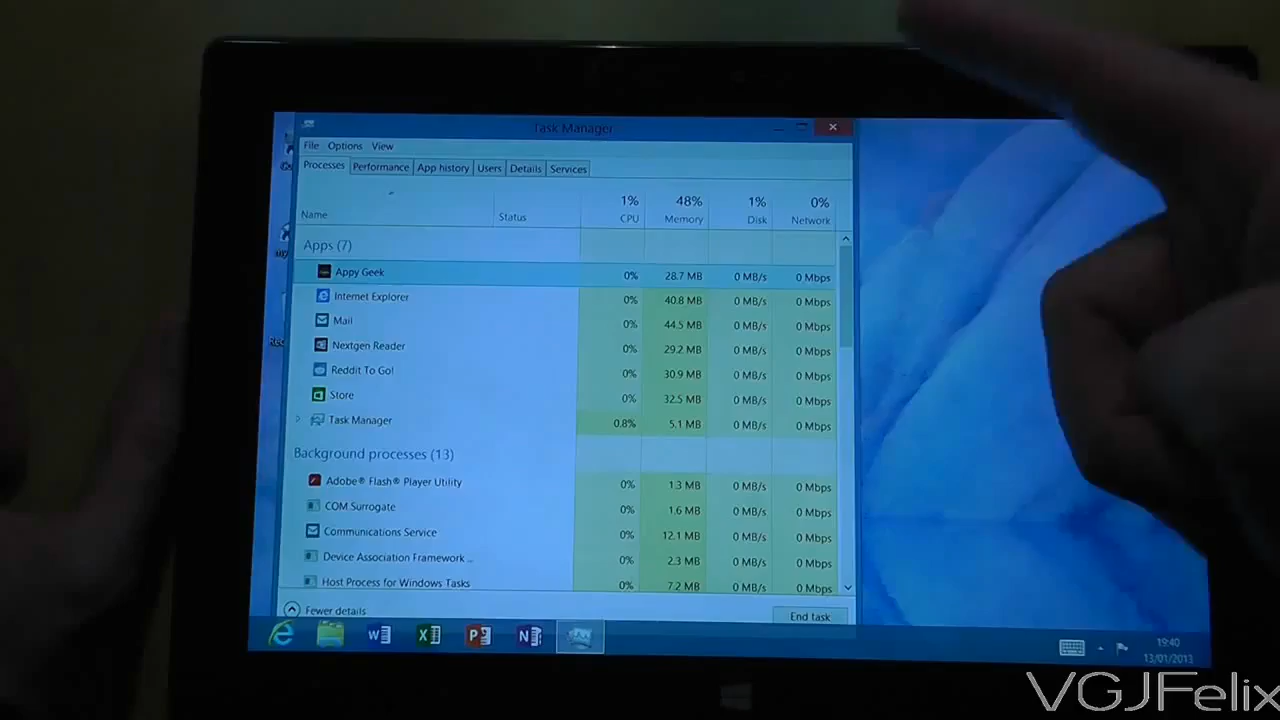 Task Manager
File Options View
Processes Performance App history Users Details Services
1% 48% 1% 0%
Name Status CPU Memory Disk Network
Apps (7)
Appy Geek 0% 28.7 MB 0 MB/s 0 Mbps
Internet Explorer 0% 40.8 MB 0 MB/s 0 Mbps
Mail 0% 44.5 MB 0 MB/s 0 Mbps
Nextgen Reader 0% 29.2 MB 0 MB/s 0 Mbps
Reddit To Go! 0% 30.9 MB 0 MB/s 0 Mbps
Store 0% 32.5 MB 0 MB/s 0 Mbps
Task Manager 0.8% 5.1 MB 0 MB/s 0 Mbps
Background processes (13)
Adobe® Flash® Player Utility 0% 1.3 MB 0 MB/s 0 Mbps
COM Surrogate 0% 1.6 MB 0 MB/s 0 Mbps
Communications Service 0% 12.1 MB 0 MB/s 0 Mbps
Device Association Framework ... 0% 2.3 MB 0 MB/s 0 Mbps
Host Process for Windows Tasks 0% 7.2 MB 0 MB/s 0 Mbps
Fewer details End task
19:40
13/01/2013
VGJFelix